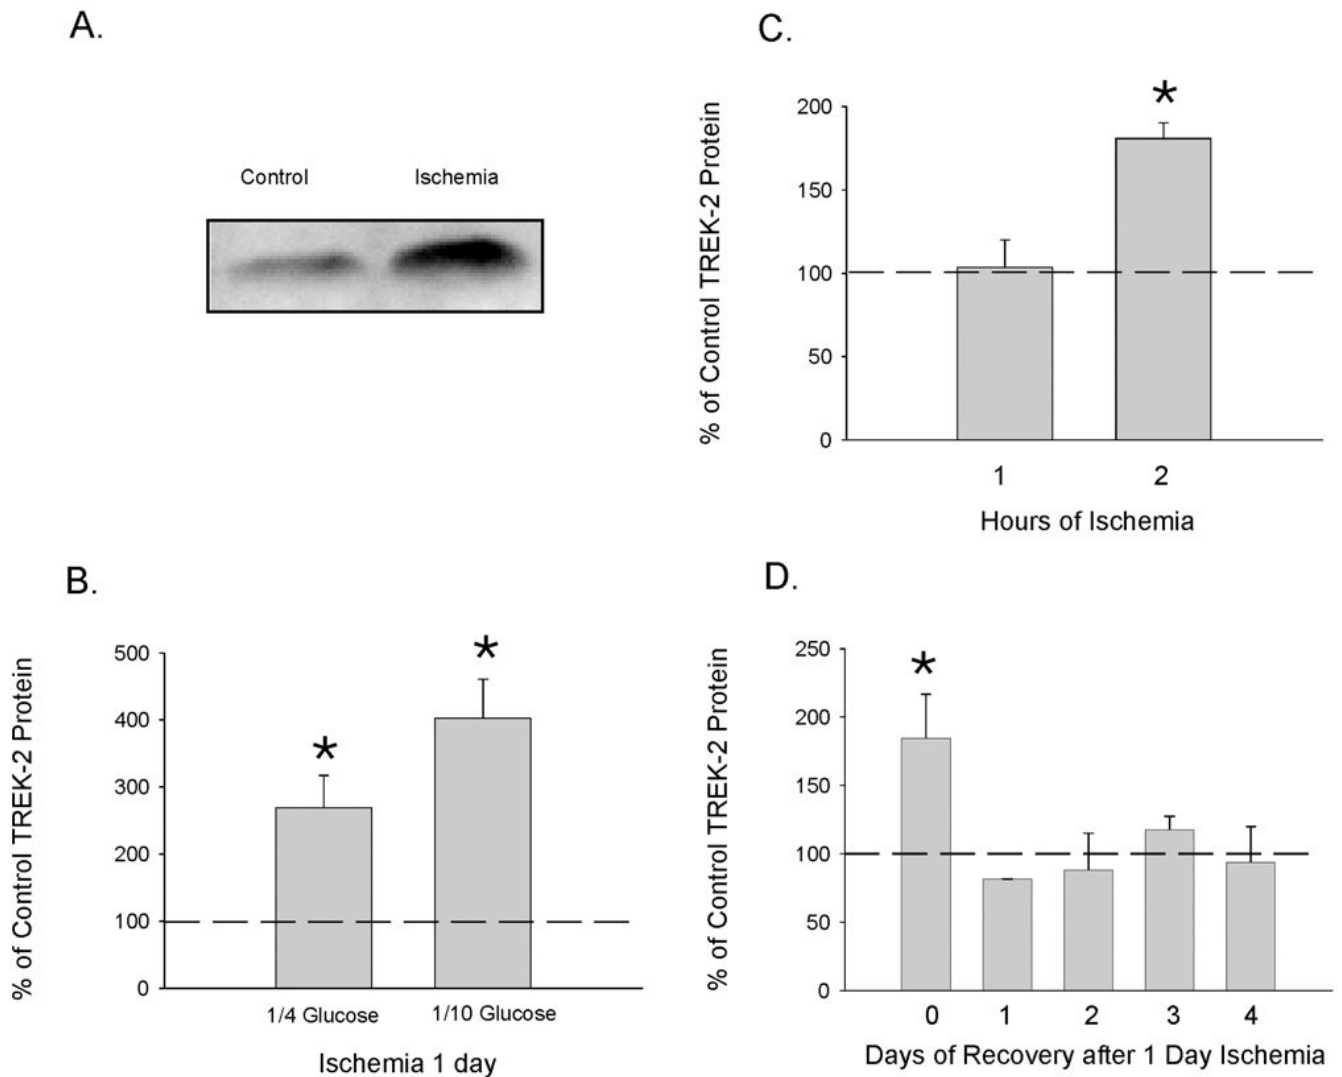 A.
Control Ischemia
B.
% of Control TREK-2 Protein
500
400
300
200
100
0
*
*
1/4 Glucose 1/10 Glucose
Ischemia 1 day
C.
% of Control TREK-2 Protein
200
150
100
50
0
*
1 2
Hours of Ischemia
D.
% of Control TREK-2 Protein
250
200
150
100
50
0
*
0 1 2 3 4
Days of Recovery after 1 Day Ischemia